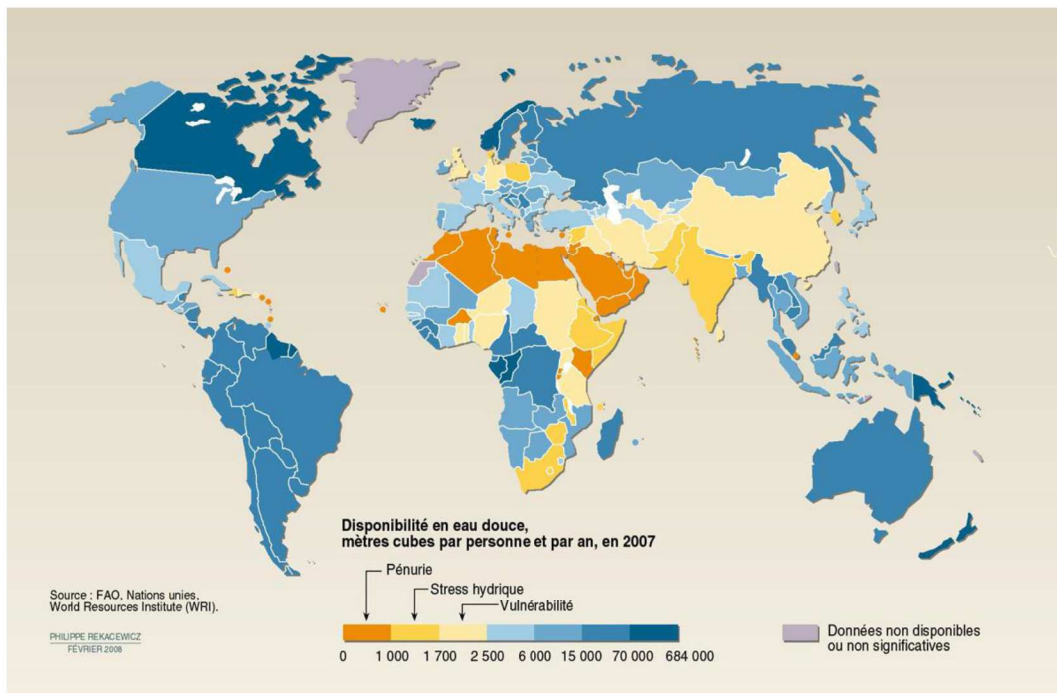 Disponibilité en eau douce,
mètres cubes par personne et par an, en 2007
Pénurie
Stress hydrique
Vulnérabilité
0 1 000 1 700 2 500 6 000 15 000 70 000 684 000
Données non disponibles
ou non significatives
Source : FAO, Nations unies,
World Resources Institute (WRI).
PHILIPPE REKACEWICZ
FÉVRIER 2008